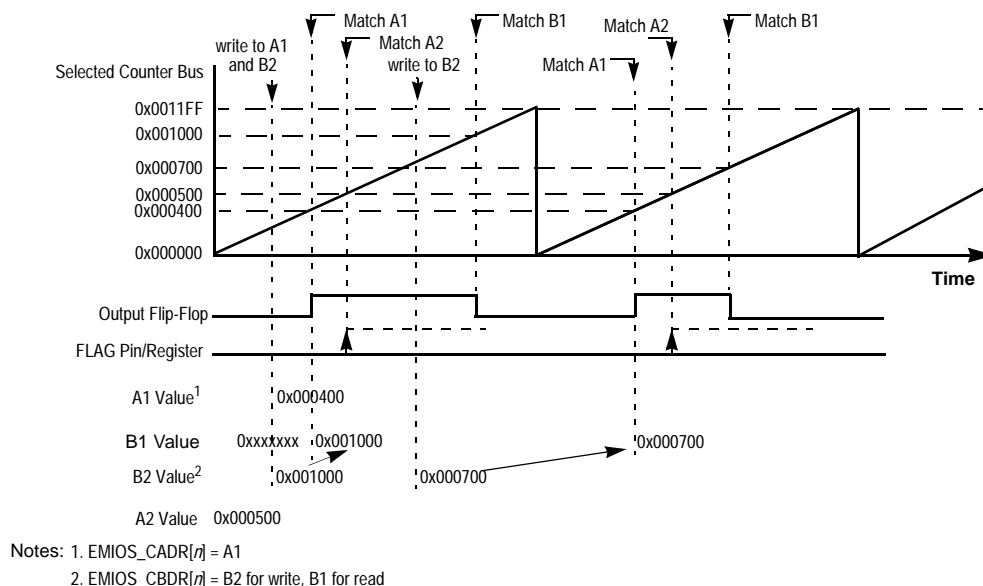 Match A1
Match B1
Match B1
write to A1
and B2
Match A2
write to B2
Match A2
Match A1
Selected Counter Bus
0x0011FF
0x001000
0x000700
0x000500
0x000400
0x000000
Time
Output Flip-Flop
FLAG Pin/Register
A1 Value1 0x000400
B1 Value 0xxxxxxx 0x001000 0x000700
B2 Value2 0x001000 0x000700
A2 Value 0x000500
Notes: 1. EMIOS_CADR[n] = A1
2. EMIOS_CBDR[n] = B2 for write, B1 for read